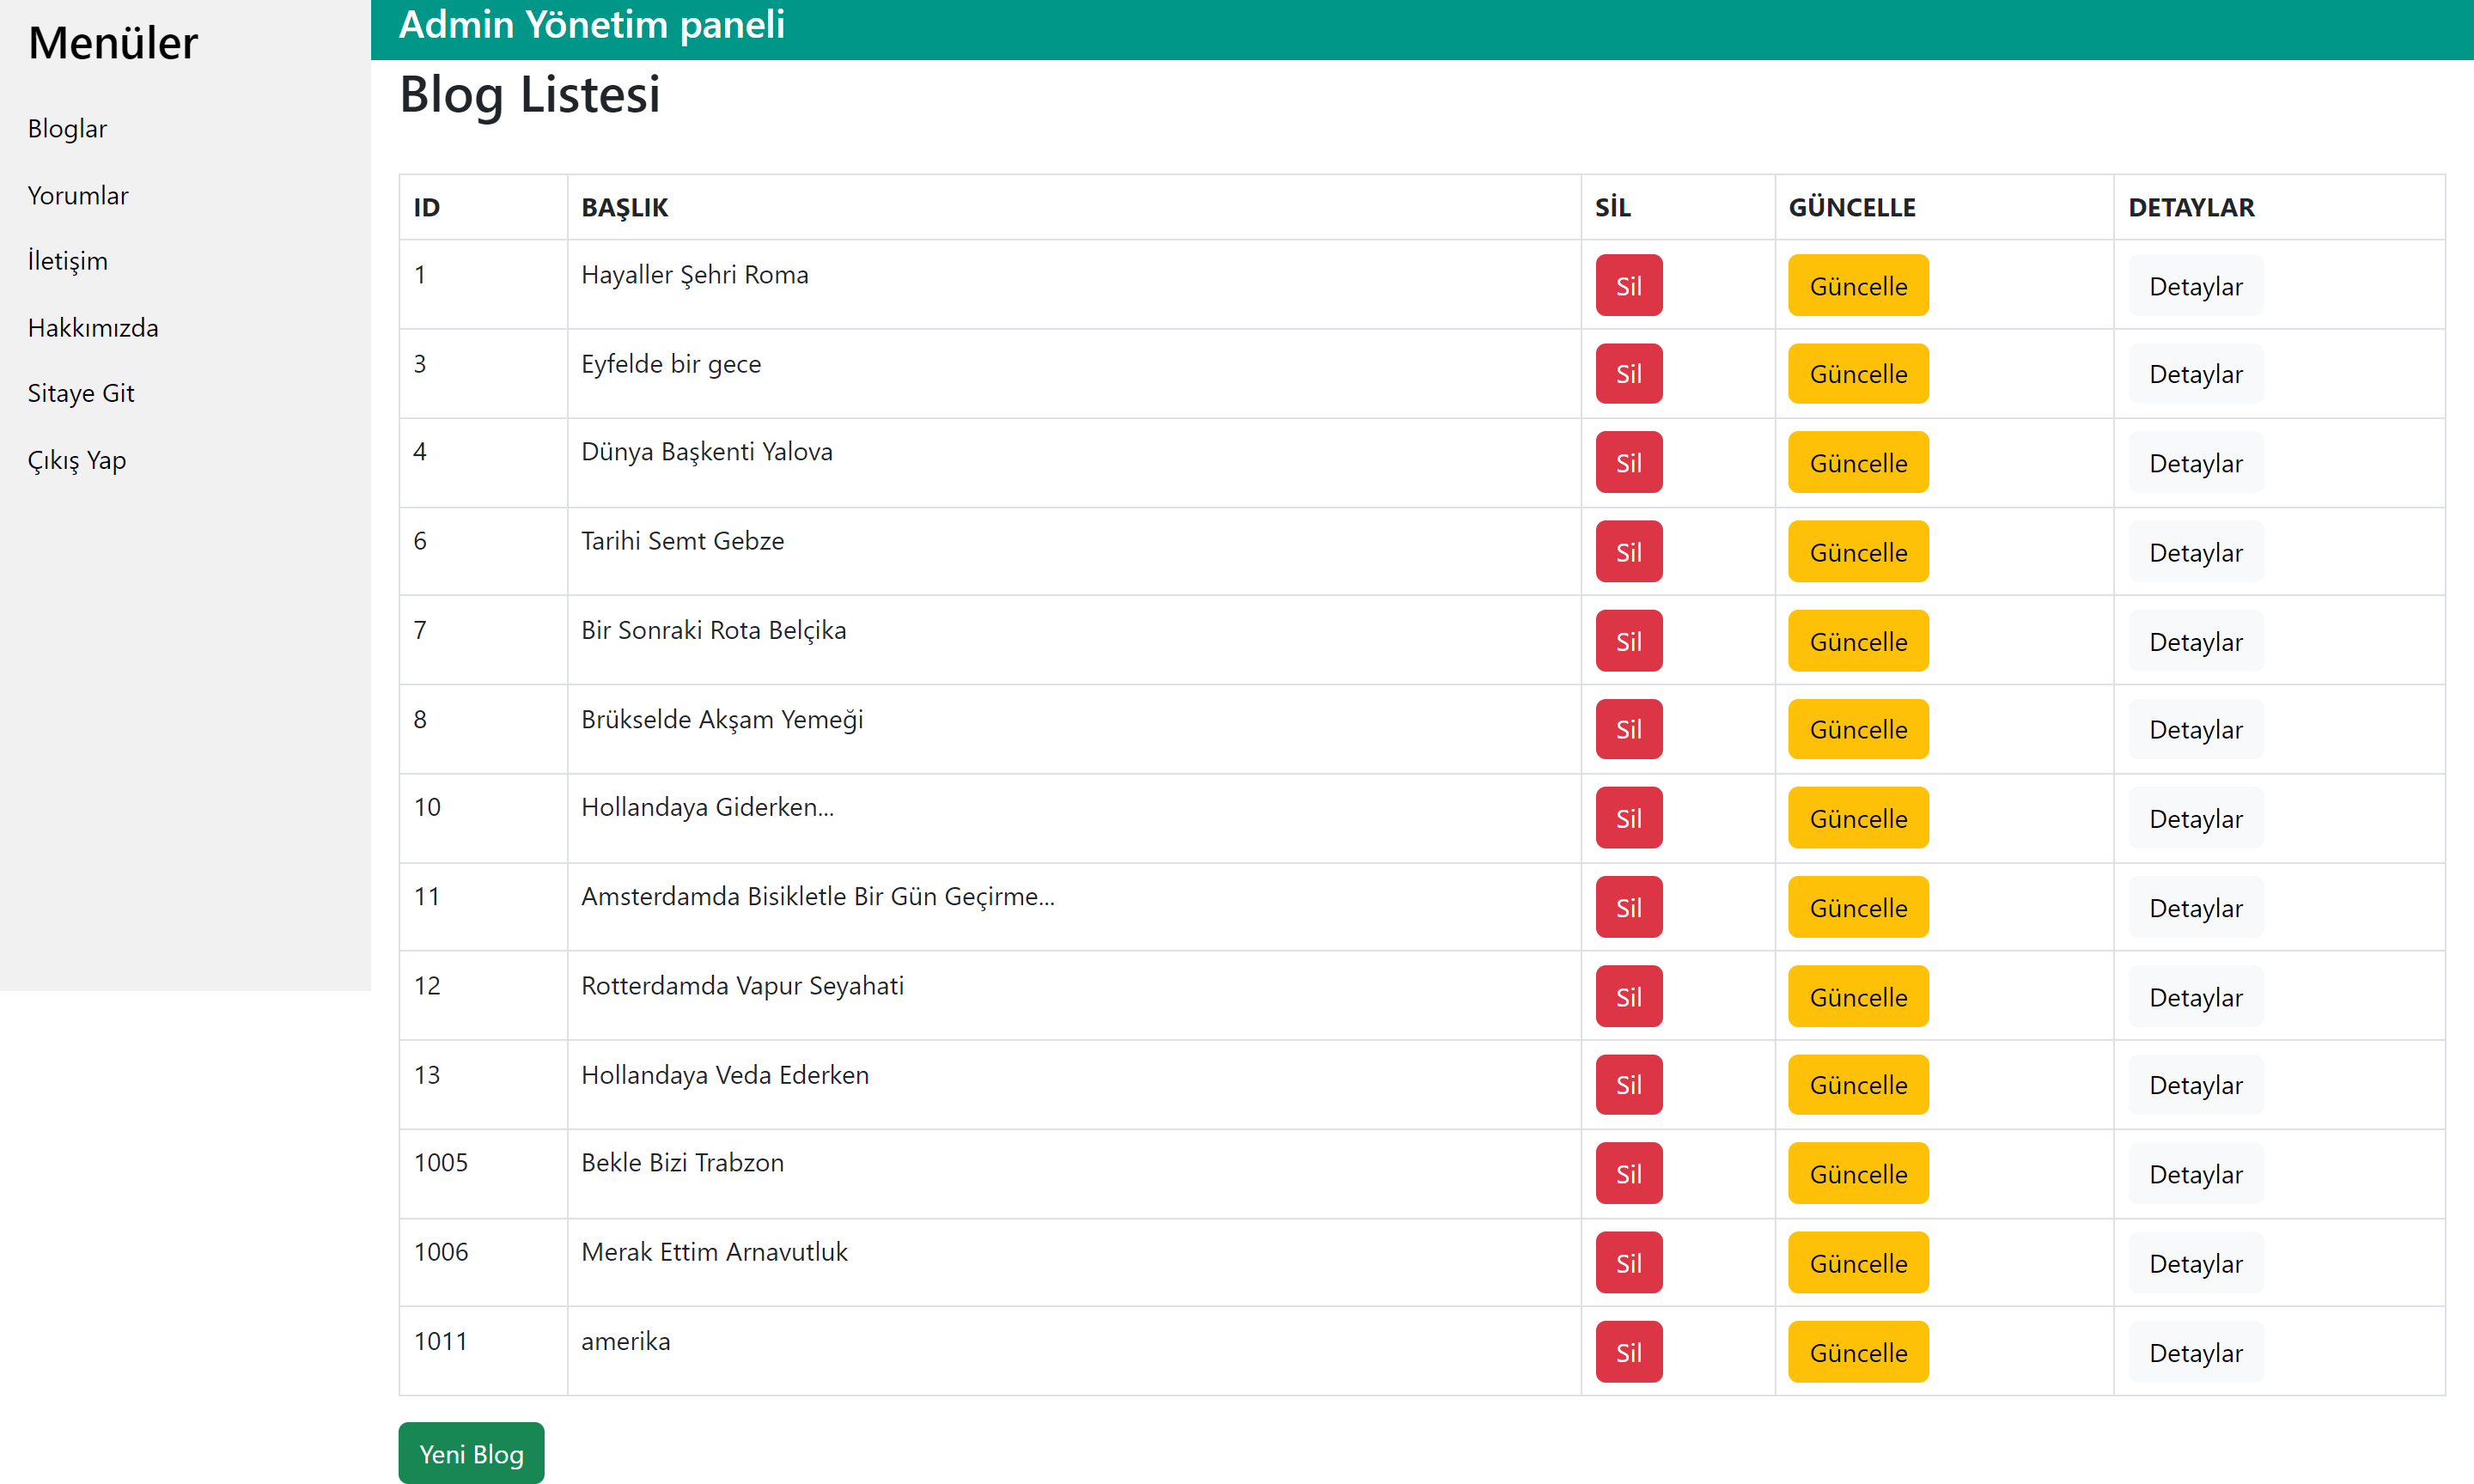 Menüler
Bloglar
Yorumlar
İletişim
Hakkımızda
Sitaye Git
Çıkış Yap
Admin Yönetim paneli
Blog Listesi
ID BAŞLIK SİL GÜNCELLE DETAYLAR
1 Hayaller Şehri Roma Sil Güncelle Detaylar
3 Eyfelde bir gece Sil Güncelle Detaylar
4 Dünya Başkenti Yalova Sil Güncelle Detaylar
6 Tarihi Semt Gebze Sil Güncelle Detaylar
7 Bir Sonraki Rota Belçika Sil Güncelle Detaylar
8 Brükselde Akşam Yemeği Sil Güncelle Detaylar
10 Hollandaya Giderken... Sil Güncelle Detaylar
11 Amsterdamda Bisikletle Bir Gün Geçirme... Sil Güncelle Detaylar
12 Rotterdamda Vapur Seyahati Sil Güncelle Detaylar
13 Hollandaya Veda Ederken Sil Güncelle Detaylar
1005 Bekle Bizi Trabzon Sil Güncelle Detaylar
1006 Merak Ettim Arnavutluk Sil Güncelle Detaylar
1011 amerika Sil Güncelle Detaylar
Yeni Blog